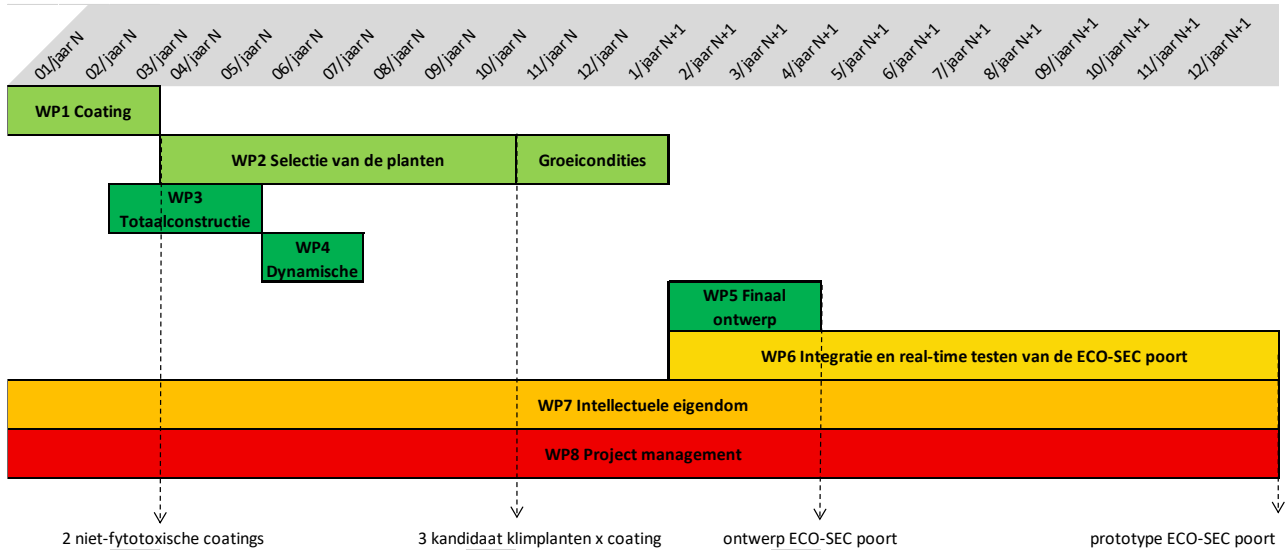 01/jaar N
02/ jaar N
03/jaar N
04/jaar N
05/ jaar N
06/ jaar N
07/ jaar N
08/ jaar N
09/ jaar N
10/ jaar N
11/ jaar N
12/ jaar N
1/ jaar N+1
2/ jaar N+1
3/ jaar N+1
4/ jaar N+1
5/ jaar N+1
6/ jaar N+1
7/ jaar N+1
8/ jaar N+1
09/ jaar N+1
10/ jaar N+1
11/ jaar N+1
12/ jaar N+1
WP1 Coating
WP2 Selectie van de planten
Groeicondities
WP3
Totaalconstructie
WP4
Dynamische
WP5 Finaal
ontwerp
WP6 Integratie en real-time testen van de ECO-SEC poort
WP7 Intellectuele eigendom
WP8 Project management
2 niet-fytotoxische coatings
3 kandidaat klimplanten x coating
ontwerp ECO-SEC poort
prototype ECO-SEC poort